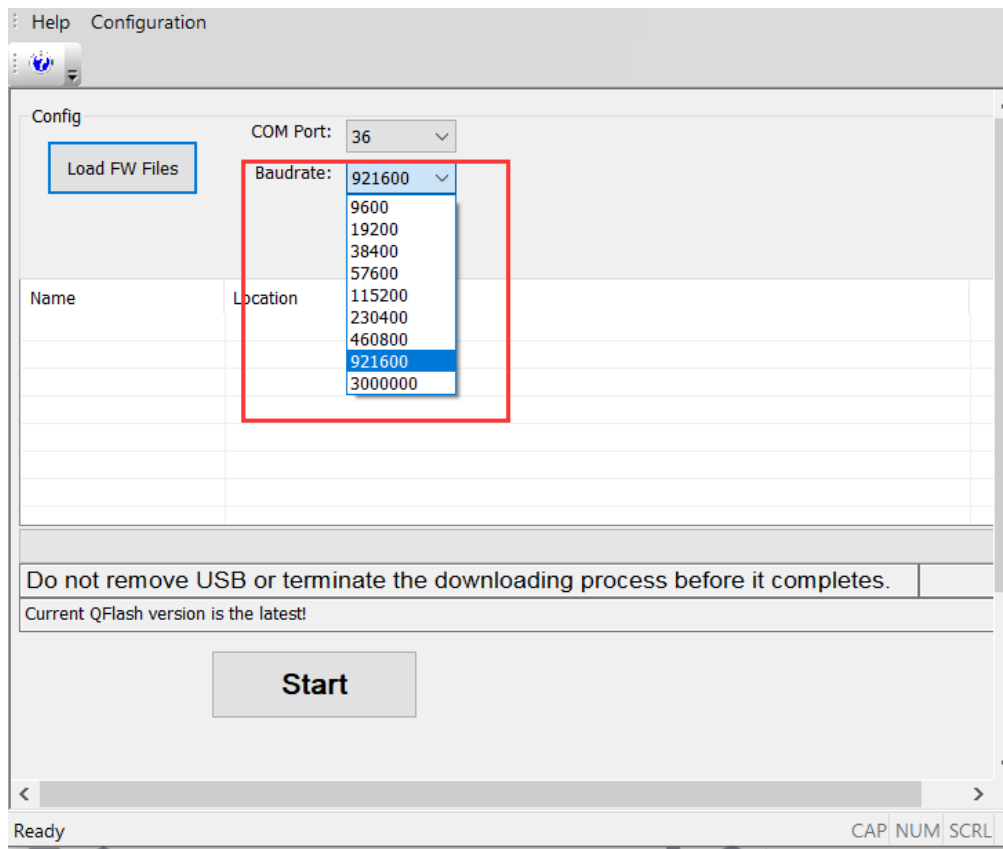 Help Configuration
Config
Load FW Files
COM Port: 36
Baudrate: 921600
9600
19200
38400
57600
115200
230400
460800
921600
3000000
Name Location
Do not remove USB or terminate the downloading process before it completes.
Current QFlash version is the latest!
Start
Ready CAP NUM SCRL